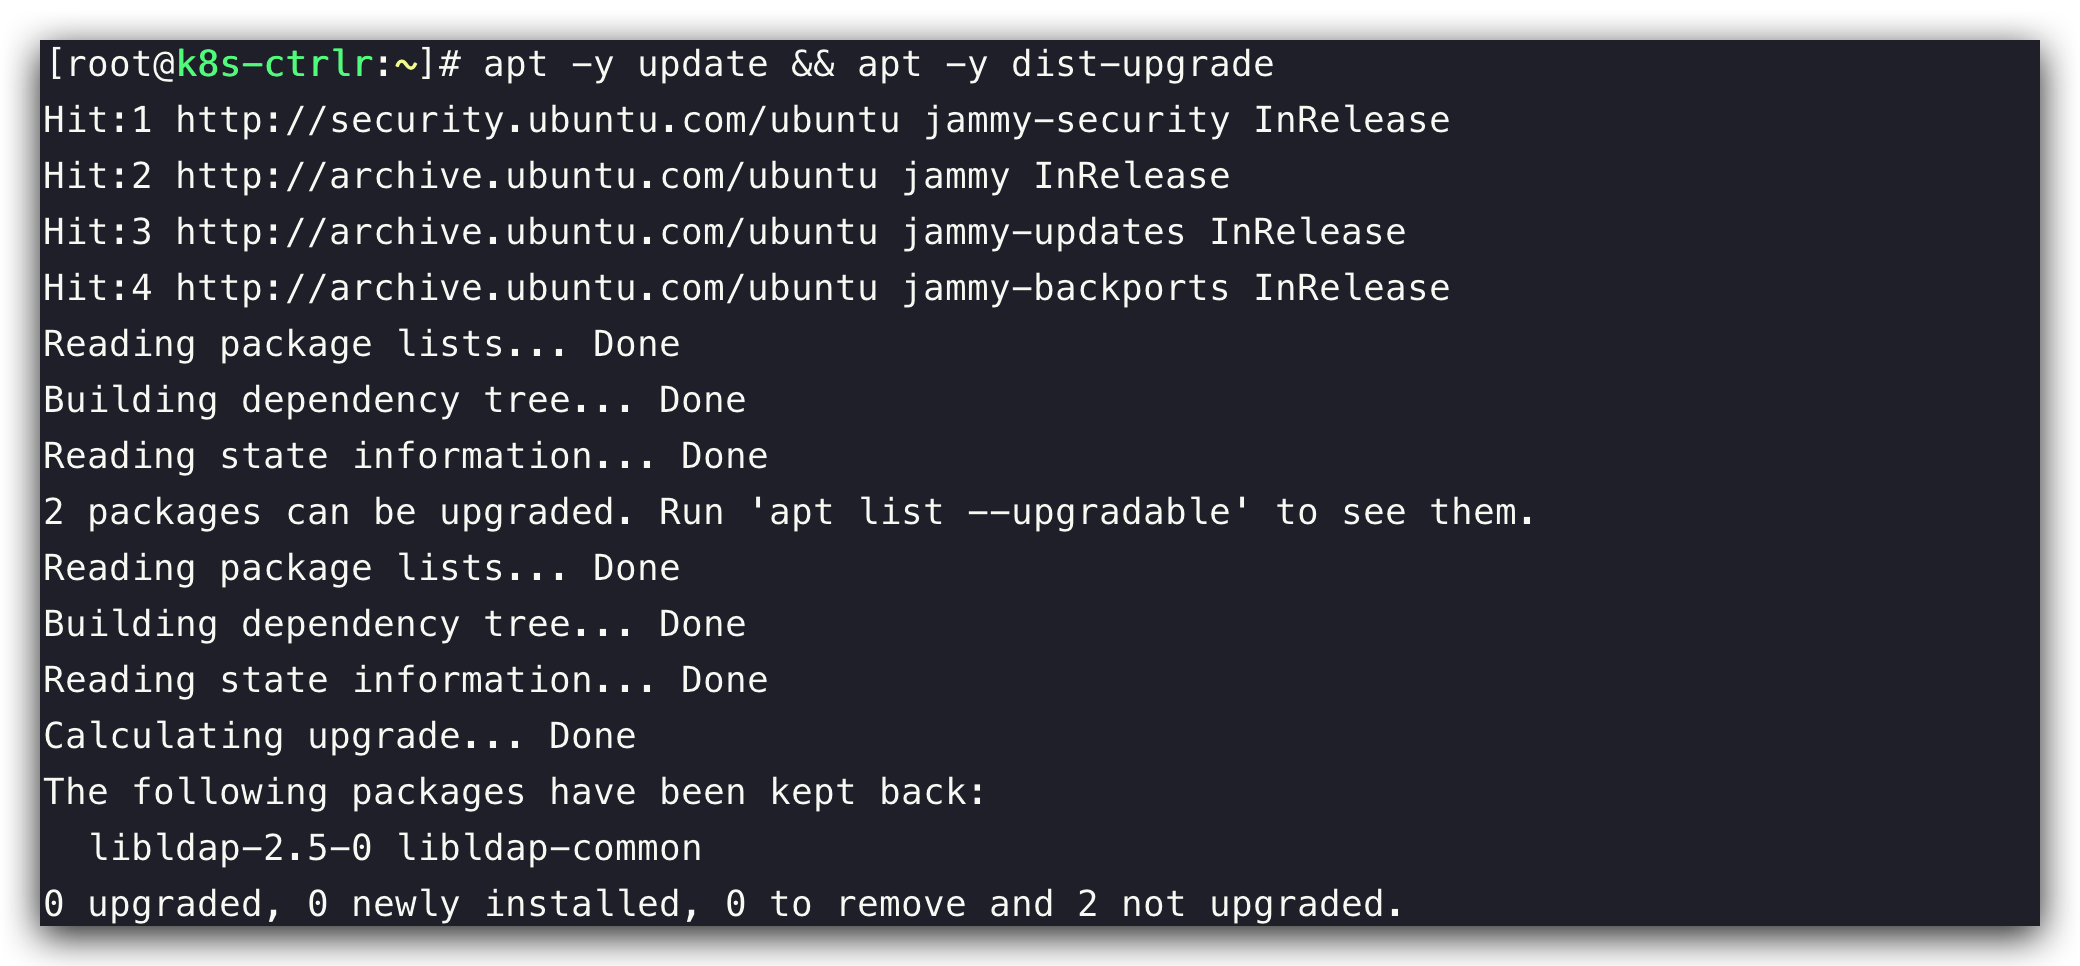 [root@k8s-ctrlr:~]# apt -y update && apt -y dist-upgrade
Hit:1 http://security.ubuntu.com/ubuntu jammy-security InRelease
Hit:2 http://archive.ubuntu.com/ubuntu jammy InRelease
Hit:3 http://archive.ubuntu.com/ubuntu jammy-updates InRelease
Hit:4 http://archive.ubuntu.com/ubuntu jammy-backports InRelease
Reading package lists... Done
Building dependency tree... Done
Reading state information... Done
2 packages can be upgraded. Run 'apt list --upgradable' to see them.
Reading package lists... Done
Building dependency tree... Done
Reading state information... Done
Calculating upgrade... Done
The following packages have been kept back:
  libldap-2.5-0 libldap-common
0 upgraded, 0 newly installed, 0 to remove and 2 not upgraded.